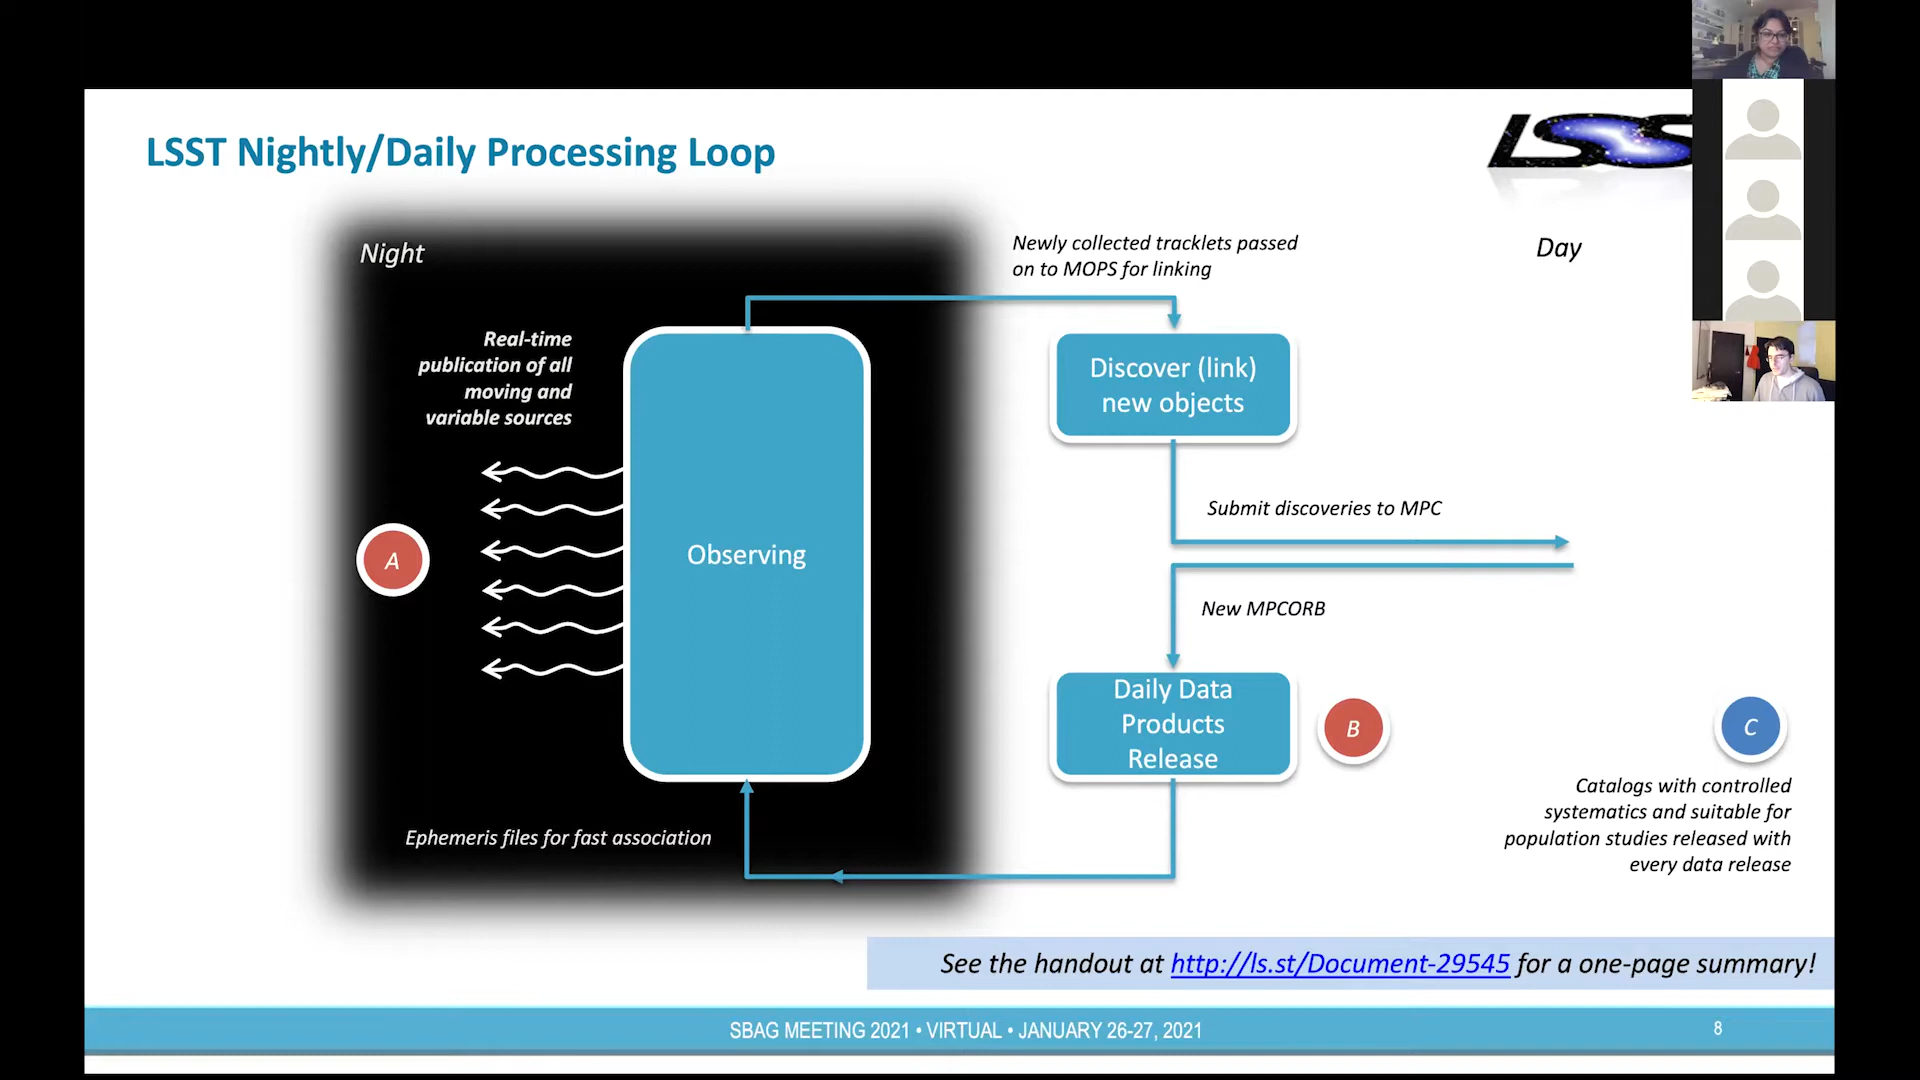 LSST Nightly/Daily Processing Loop
LSS
Night
Newly collected tracklets passed
on to MOPS for linking
Day
Real-time
publication of all
moving and
variable sources
Discover (link)
new objects
Submit discoveries to MPC
Observing
A
New MPCORB
Daily Data
Products
Release
B
C
Catalogs with controlled
systematics and suitable for
population studies released with
every data release
Ephemeris files for fast association
See the handout at http://ls.st/Document-29545 for a one-page summary!
SBAG MEETING 2021 • VIRTUAL • JANUARY 26-27, 2021
8